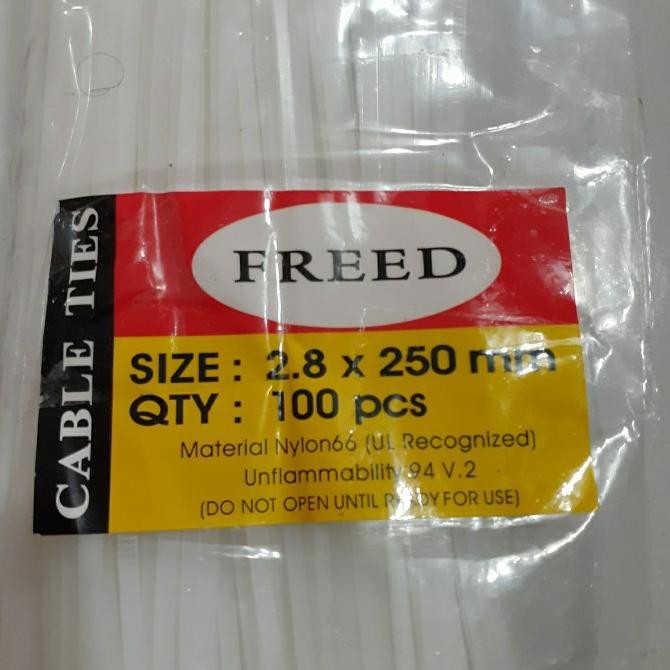 CABLE TIES
FREED
SIZE : 2.8 x 250 mm
QTY : 100 pcs
Material Nylon66 (UL Recognized)
Unflammability 94 V.2
(DO NOT OPEN UNTIL READY FOR USE)